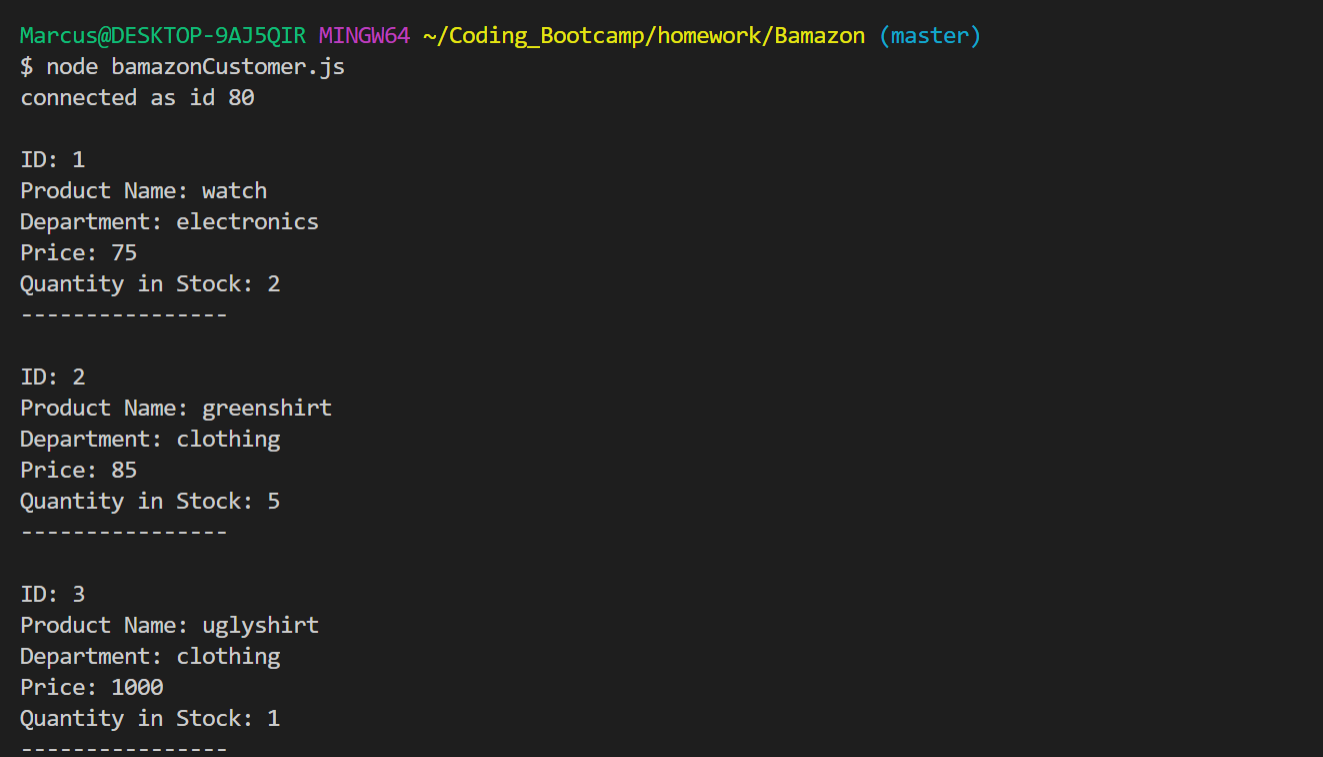 Marcus@DESKTOP-9AJ5QIR MINGW64 ~/Coding_Bootcamp/homework/Bamazon (master)
$ node bamazonCustomer.js
connected as id 80
ID: 1
Product Name: watch
Department: electronics
Price: 75
Quantity in Stock: 2
----------------
ID: 2
Product Name: greenshirt
Department: clothing
Price: 85
Quantity in Stock: 5
----------------
ID: 3
Product Name: uglyshirt
Department: clothing
Price: 1000
Quantity in Stock: 1
----------------